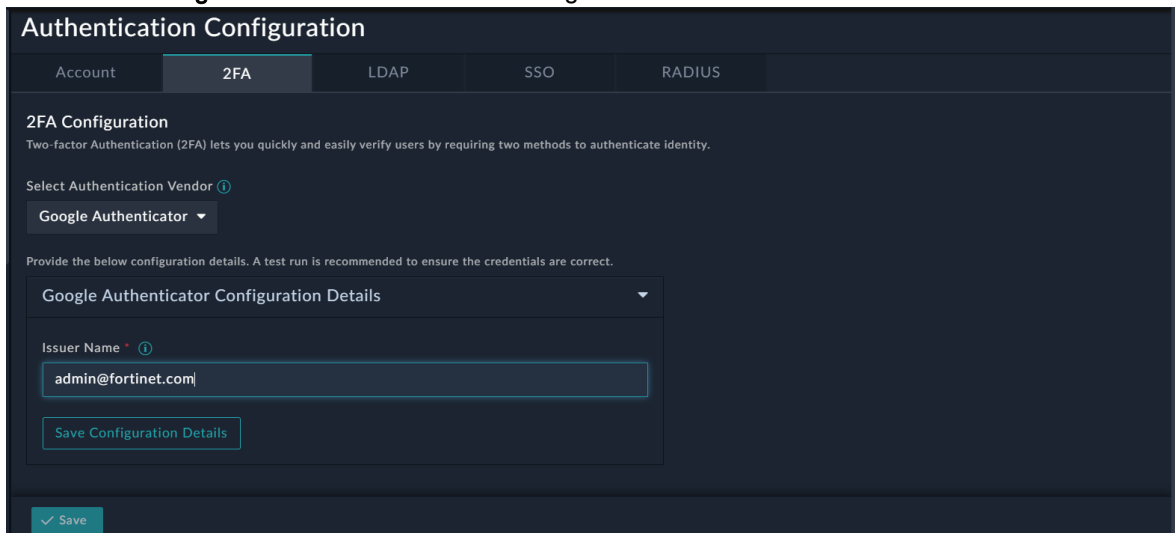 Authentication Configuration
Account 2FA LDAP SSO RADIUS
2FA Configuration
Two-factor Authentication (2FA) lets you quickly and easily verify users by requiring two methods to authenticate identity.
Select Authentication Vendor
Google Authenticator
Provide the below configuration details. A test run is recommended to ensure the credentials are correct.
Google Authenticator Configuration Details
Issuer Name *
admin@fortinet.com
Save Configuration Details
Save